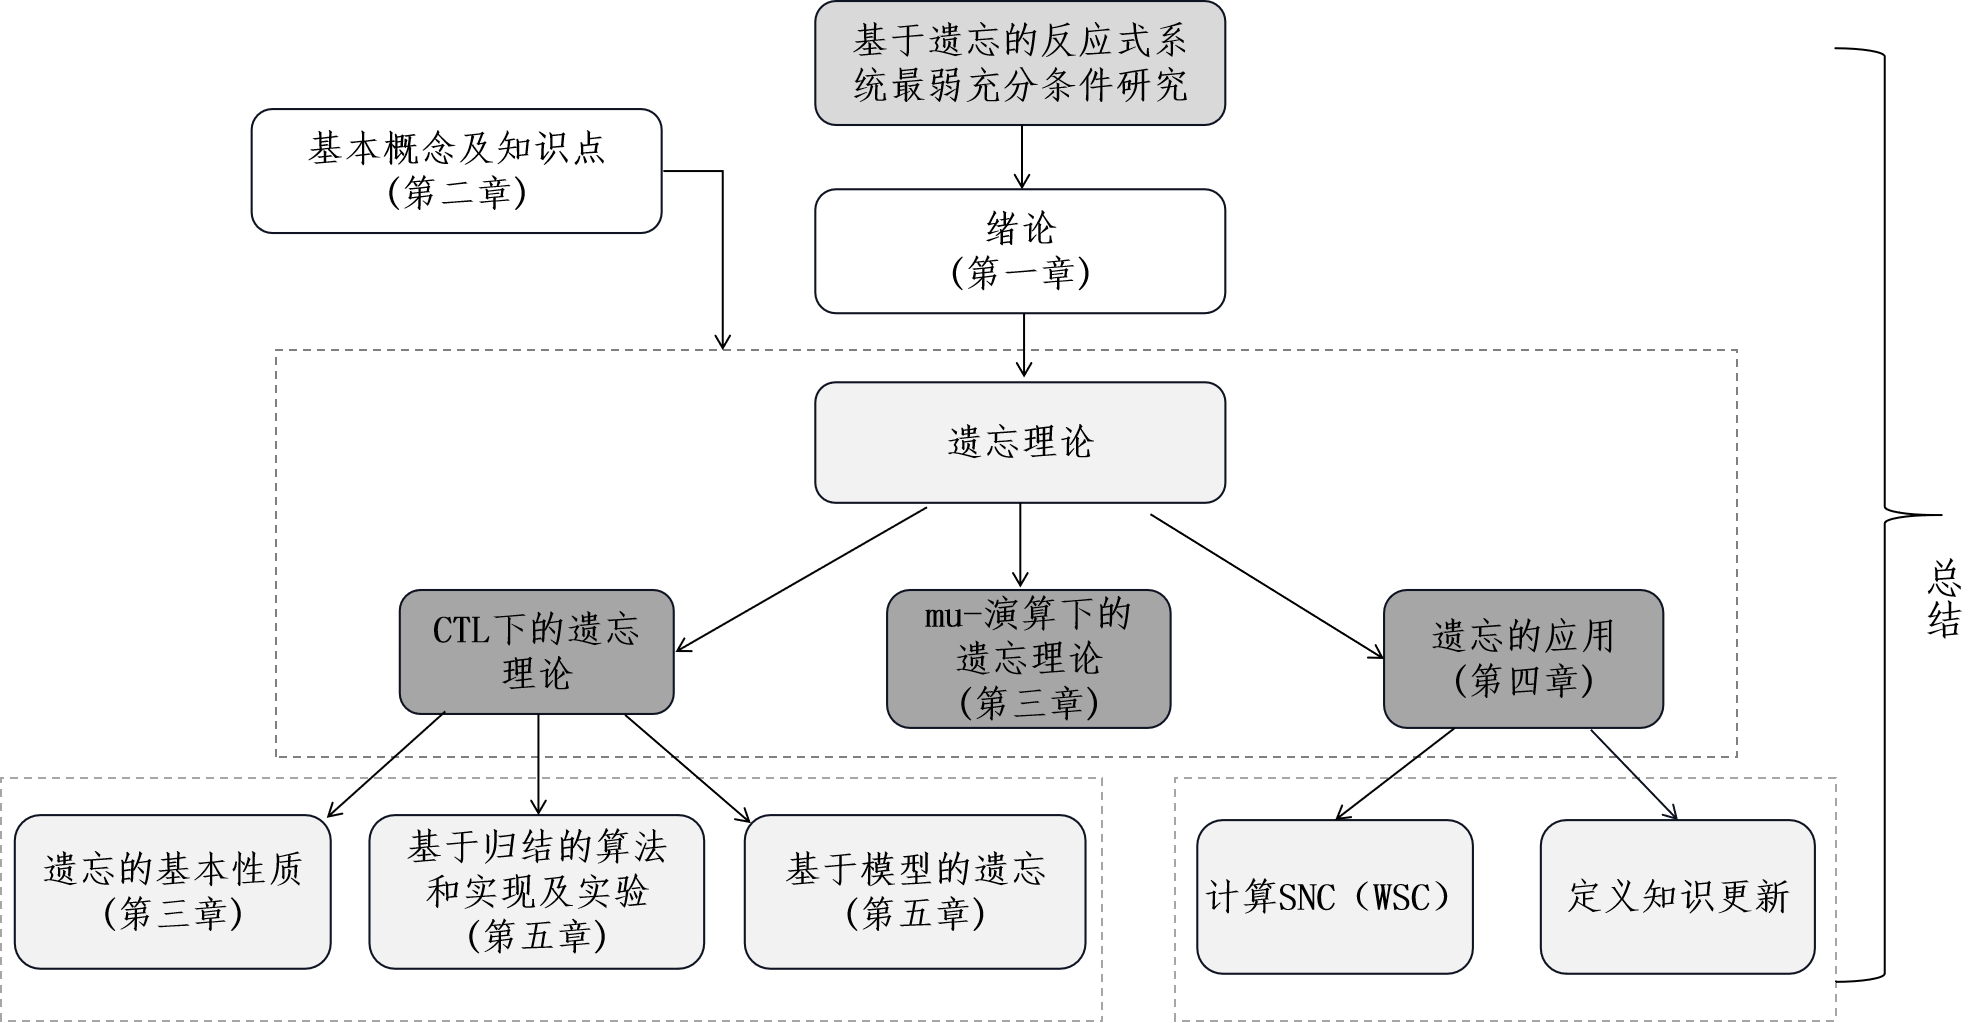 基于遗忘的反应式系
统最弱充分条件研究
基本概念及知识点
(第二章)
绪论
(第一章)
遗忘理论
CTL下的遗忘
理论
mu-演算下的
遗忘理论
(第三章)
遗忘的应用
(第四章)
遗忘的基本性质
(第三章)
基于归结的算法
和实现及实验
(第五章)
基于模型的遗忘
(第五章)
计算SNC（WSC）
定义知识更新
总
结